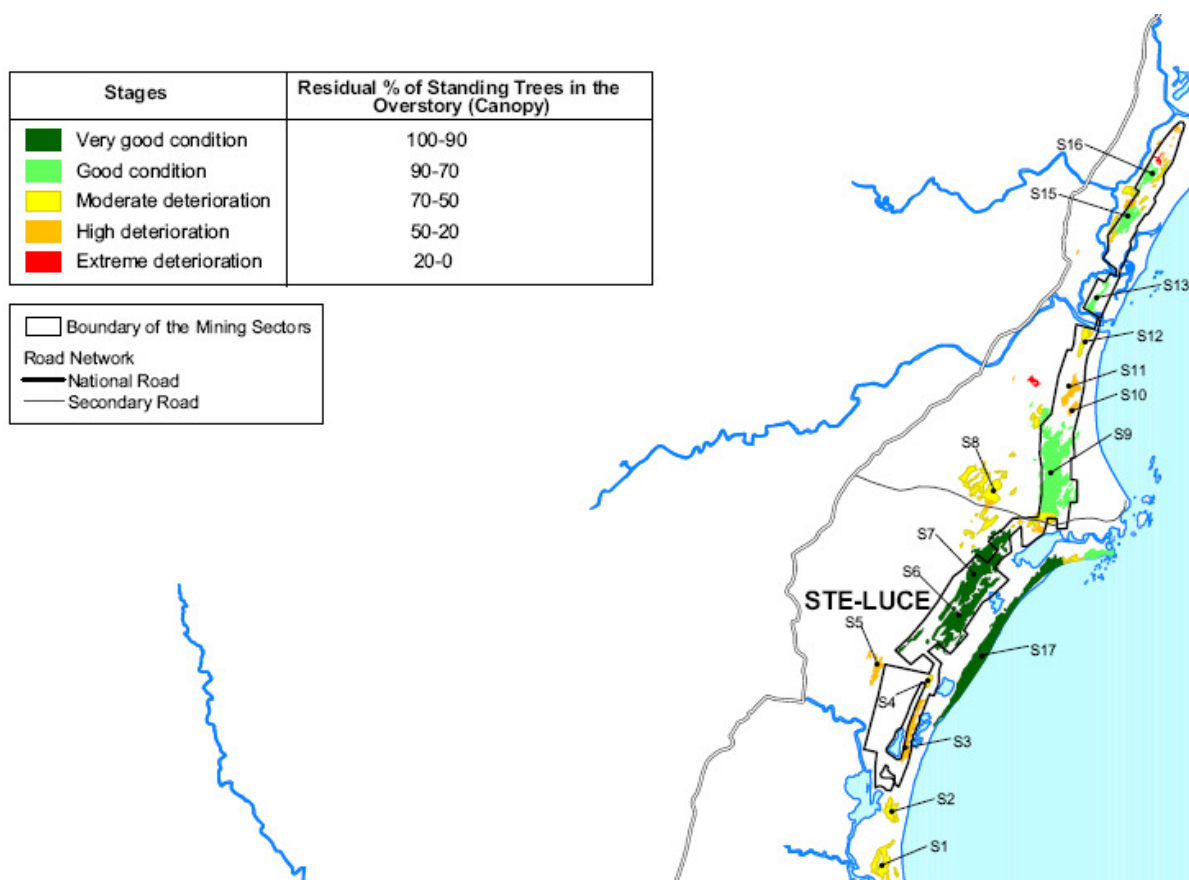 Stages
Residual % of Standing Trees in the
Overstory (Canopy)
Very good condition 100-90
Good condition 90-70
Moderate deterioration 70-50
High deterioration 50-20
Extreme deterioration 20-0
Boundary of the Mining Sectors
Road Network
National Road
Secondary Road
S16
S15
S13
S12
S11
S10
S9
S8
S7
S6
STE-LUCE
S5
S17
S4
S3
S2
S1